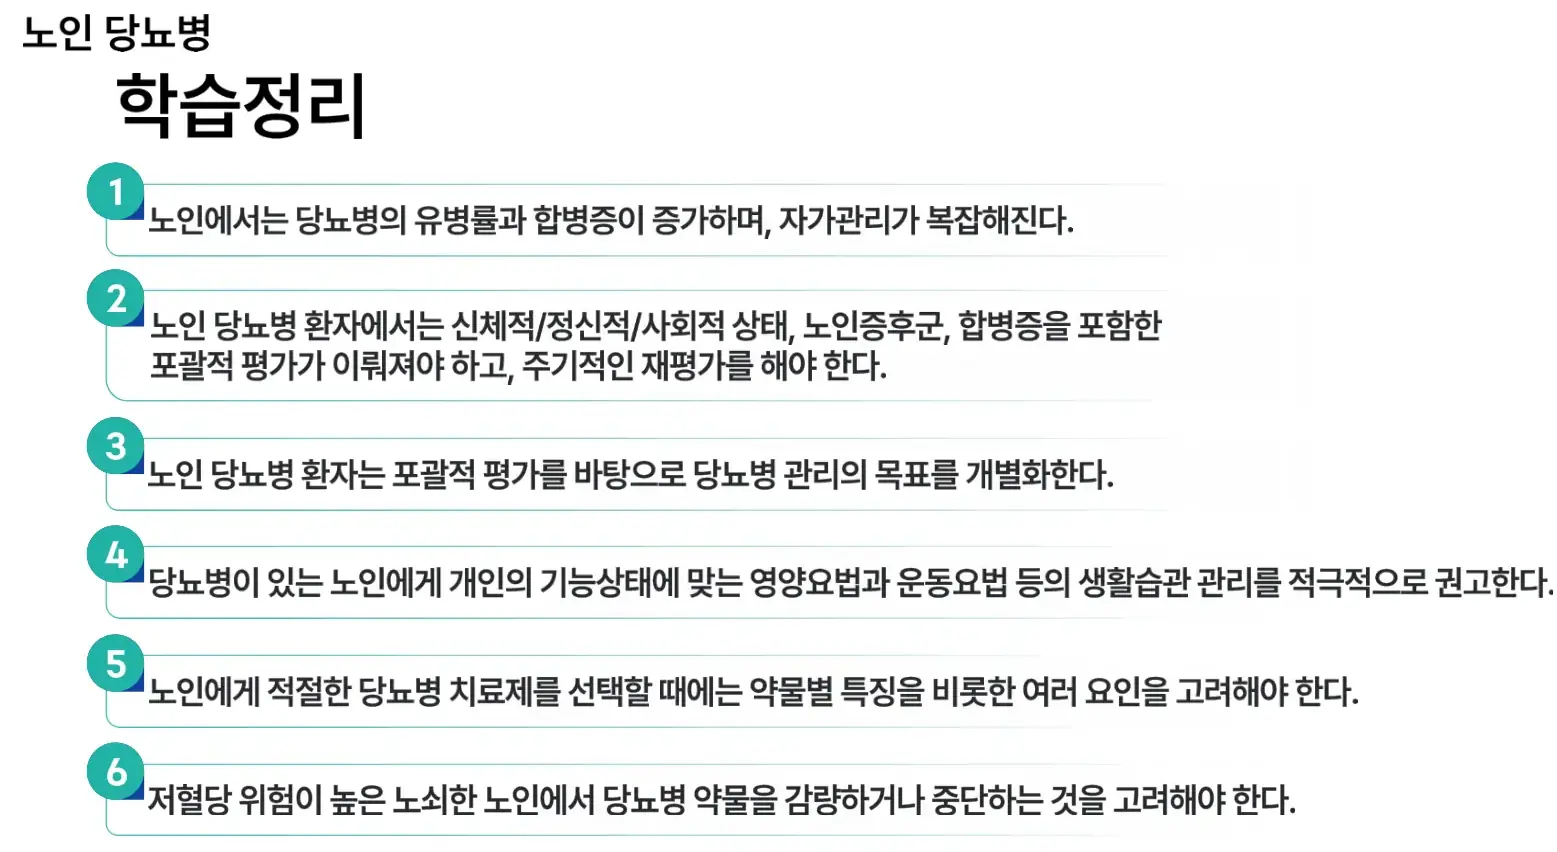 노인 당뇨병
학습정리
1
노인에서는 당뇨병의 유병률과 합병증이 증가하며, 자가관리가 복잡해진다.
2
노인 당뇨병 환자에서는 신체적/정신적/사회적 상태, 노인증후군, 합병증을 포함한
포괄적 평가가 이뤄져야 하고, 주기적인 재평가를 해야 한다.
3
노인 당뇨병 환자는 포괄적 평가를 바탕으로 당뇨병 관리의 목표를 개별화한다.
4
당뇨병이 있는 노인에게 개인의 기능상태에 맞는 영양요법과 운동요법 등의 생활습관 관리를 적극적으로 권고한다.
5
노인에게 적절한 당뇨병 치료제를 선택할 때에는 약물별 특징을 비롯한 여러 요인을 고려해야 한다.
6
저혈당 위험이 높은 노쇠한 노인에서 당뇨병 약물을 감량하거나 중단하는 것을 고려해야 한다.